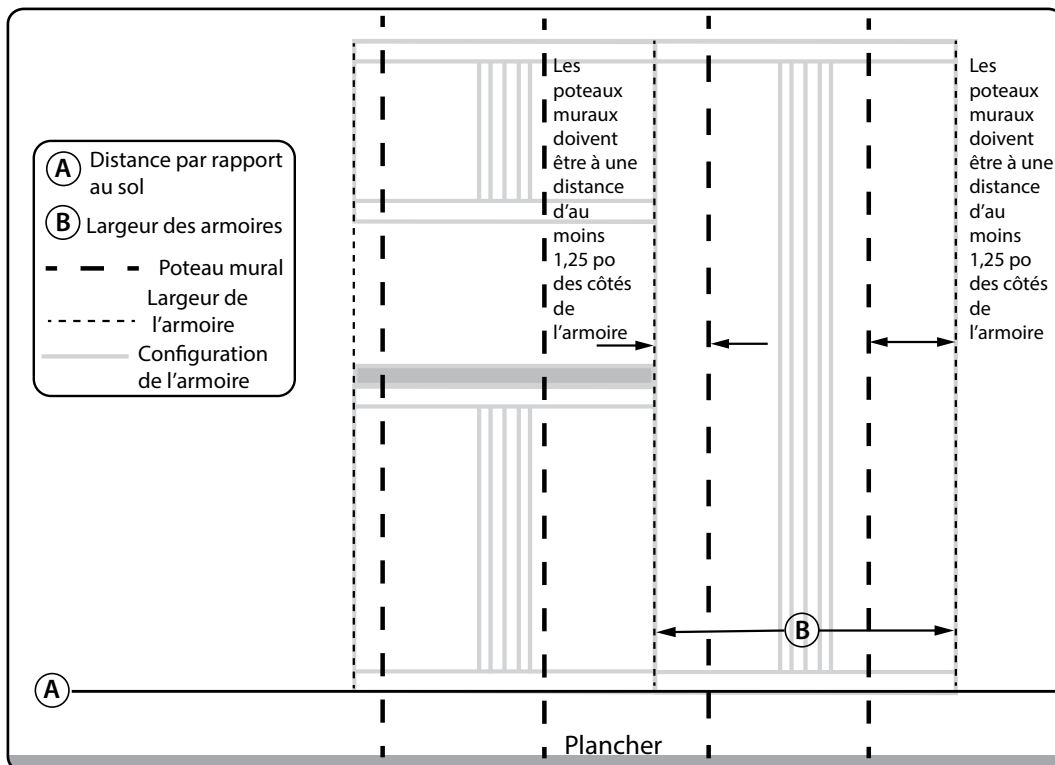 A Distance par rapport
au sol
B Largeur des armoires
Poteau mural
Largeur de
l'armoire
Configuration
de l'armoire
Les
poteaux
muraux
doivent
être à une
distance
d'au
moins
1,25 po
des côtés
de
l'armoire
Les
poteaux
muraux
doivent
être à une
distance
d'au
moins
1,25 po
des côtés
de
l'armoire
B
A
Plancher